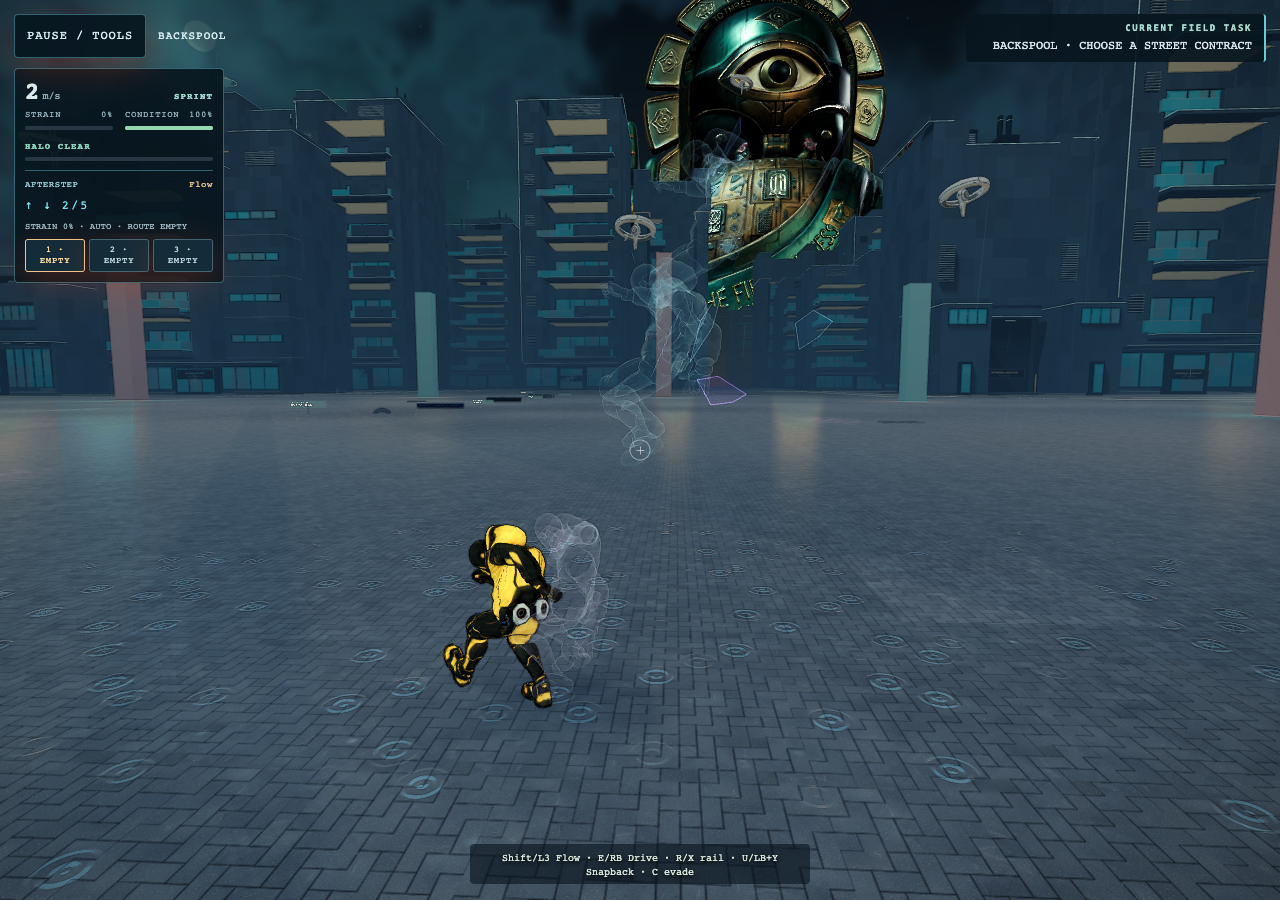 PAUSE / TOOLS
BACKSPOOL
CURRENT FIELD TASK
BACKSPOOL · CHOOSE A STREET CONTRACT
2 m/s
SPRINT
STRAIN 0%
CONDITION 100%
HALO CLEAR
AFTERSTEP
Flow
↑ ↓ 2/5
STRAIN 0% · AUTO · ROUTE EMPTY
1 · EMPTY
2 · EMPTY
3 · EMPTY
Shift/L3 Flow · E/RB Drive · R/X rail · U/LB+Y
Snapback · C evade